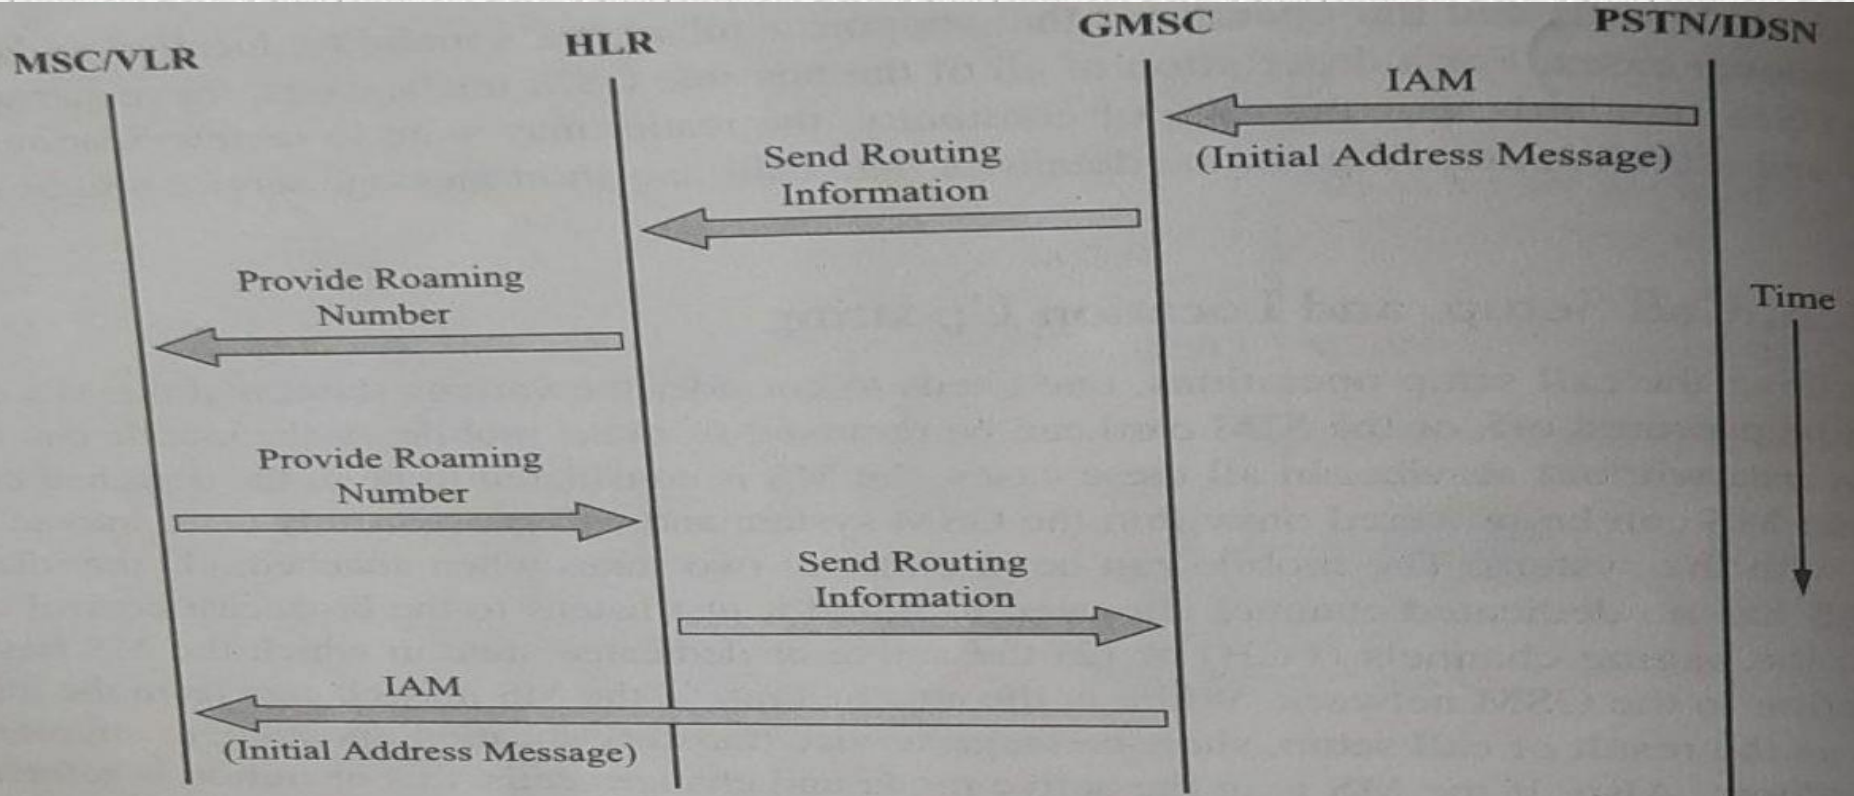 MSC/VLR
HLR
GMSC
PSTN/IDSN
IAM
(Initial Address Message)
Send Routing
Information
Time
Provide Roaming
Number
Provide Roaming
Number
Send Routing
Information
IAM
(Initial Address Message)